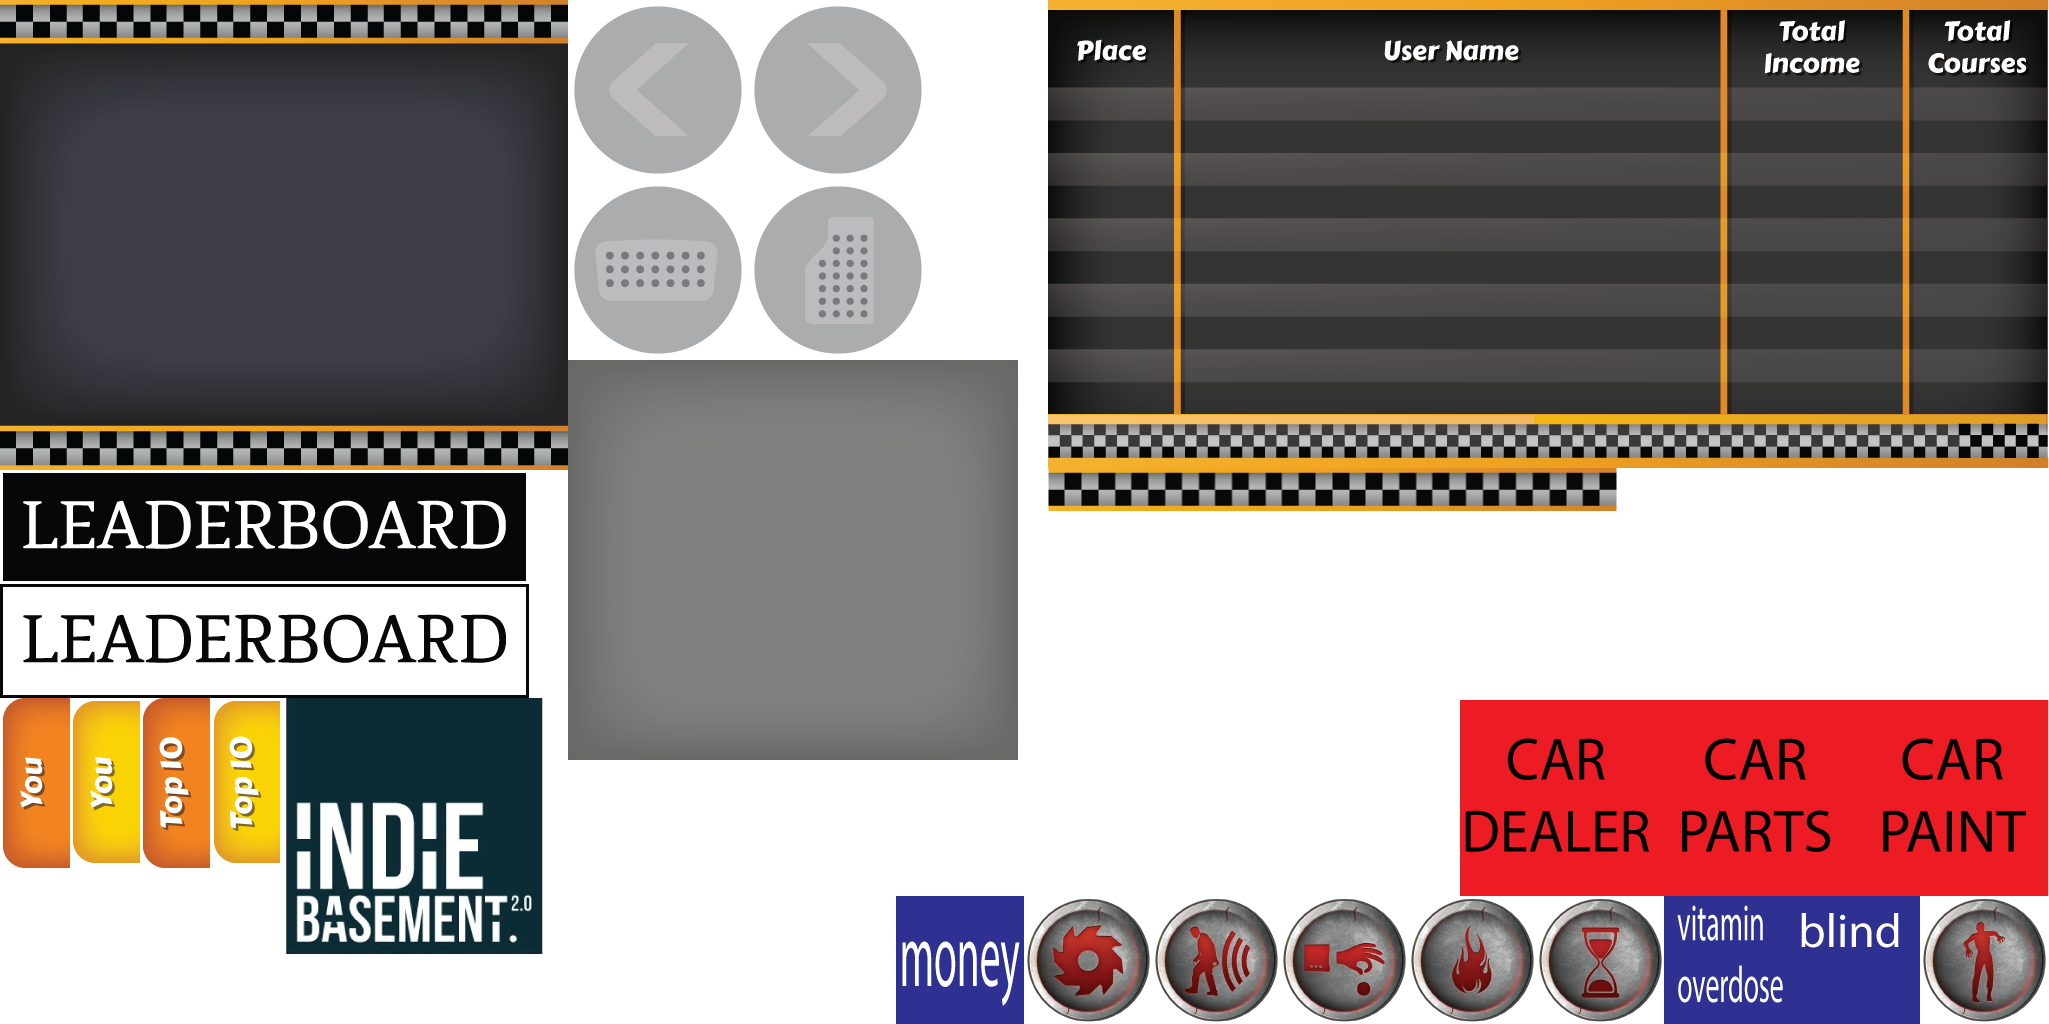 Place
User Name
Total
Income
Total
Courses
LEADERBOARD
LEADERBOARD
You
You
Top 10
Top 10
INDIE
BASEMENT.2.0
CAR
DEALER
CAR
PARTS
CAR
PAINT
money
vitamin
overdose
blind